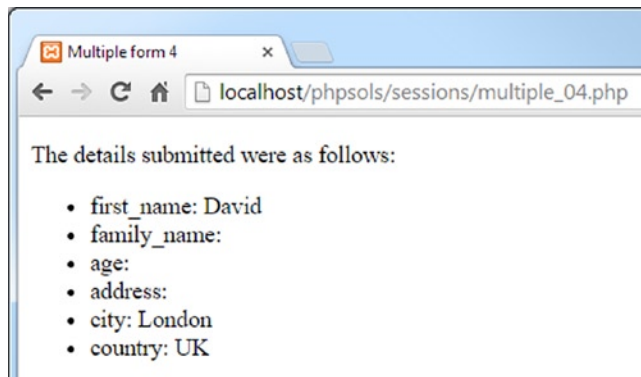 Multiple form 4
localhost/phpsols/sessions/multiple_04.php
The details submitted were as follows:
• first_name: David
• family_name:
• age:
• address:
• city: London
• country: UK